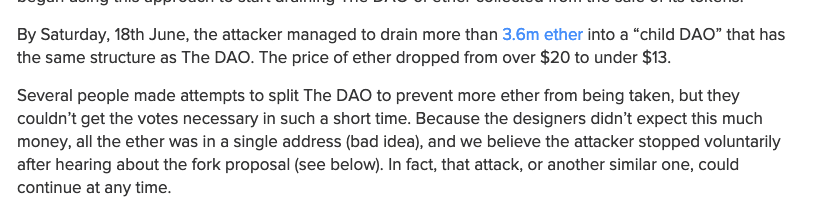 By Saturday, 18th June, the attacker managed to drain more than 3.6m ether into a “child DAO” that has
the same structure as The DAO. The price of ether dropped from over $20 to under $13.
Several people made attempts to split The DAO to prevent more ether from being taken, but they
couldn’t get the votes necessary in such a short time. Because the designers didn’t expect this much
money, all the ether was in a single address (bad idea), and we believe the attacker stopped voluntarily
after hearing about the fork proposal (see below). In fact, that attack, or another similar one, could
continue at any time.